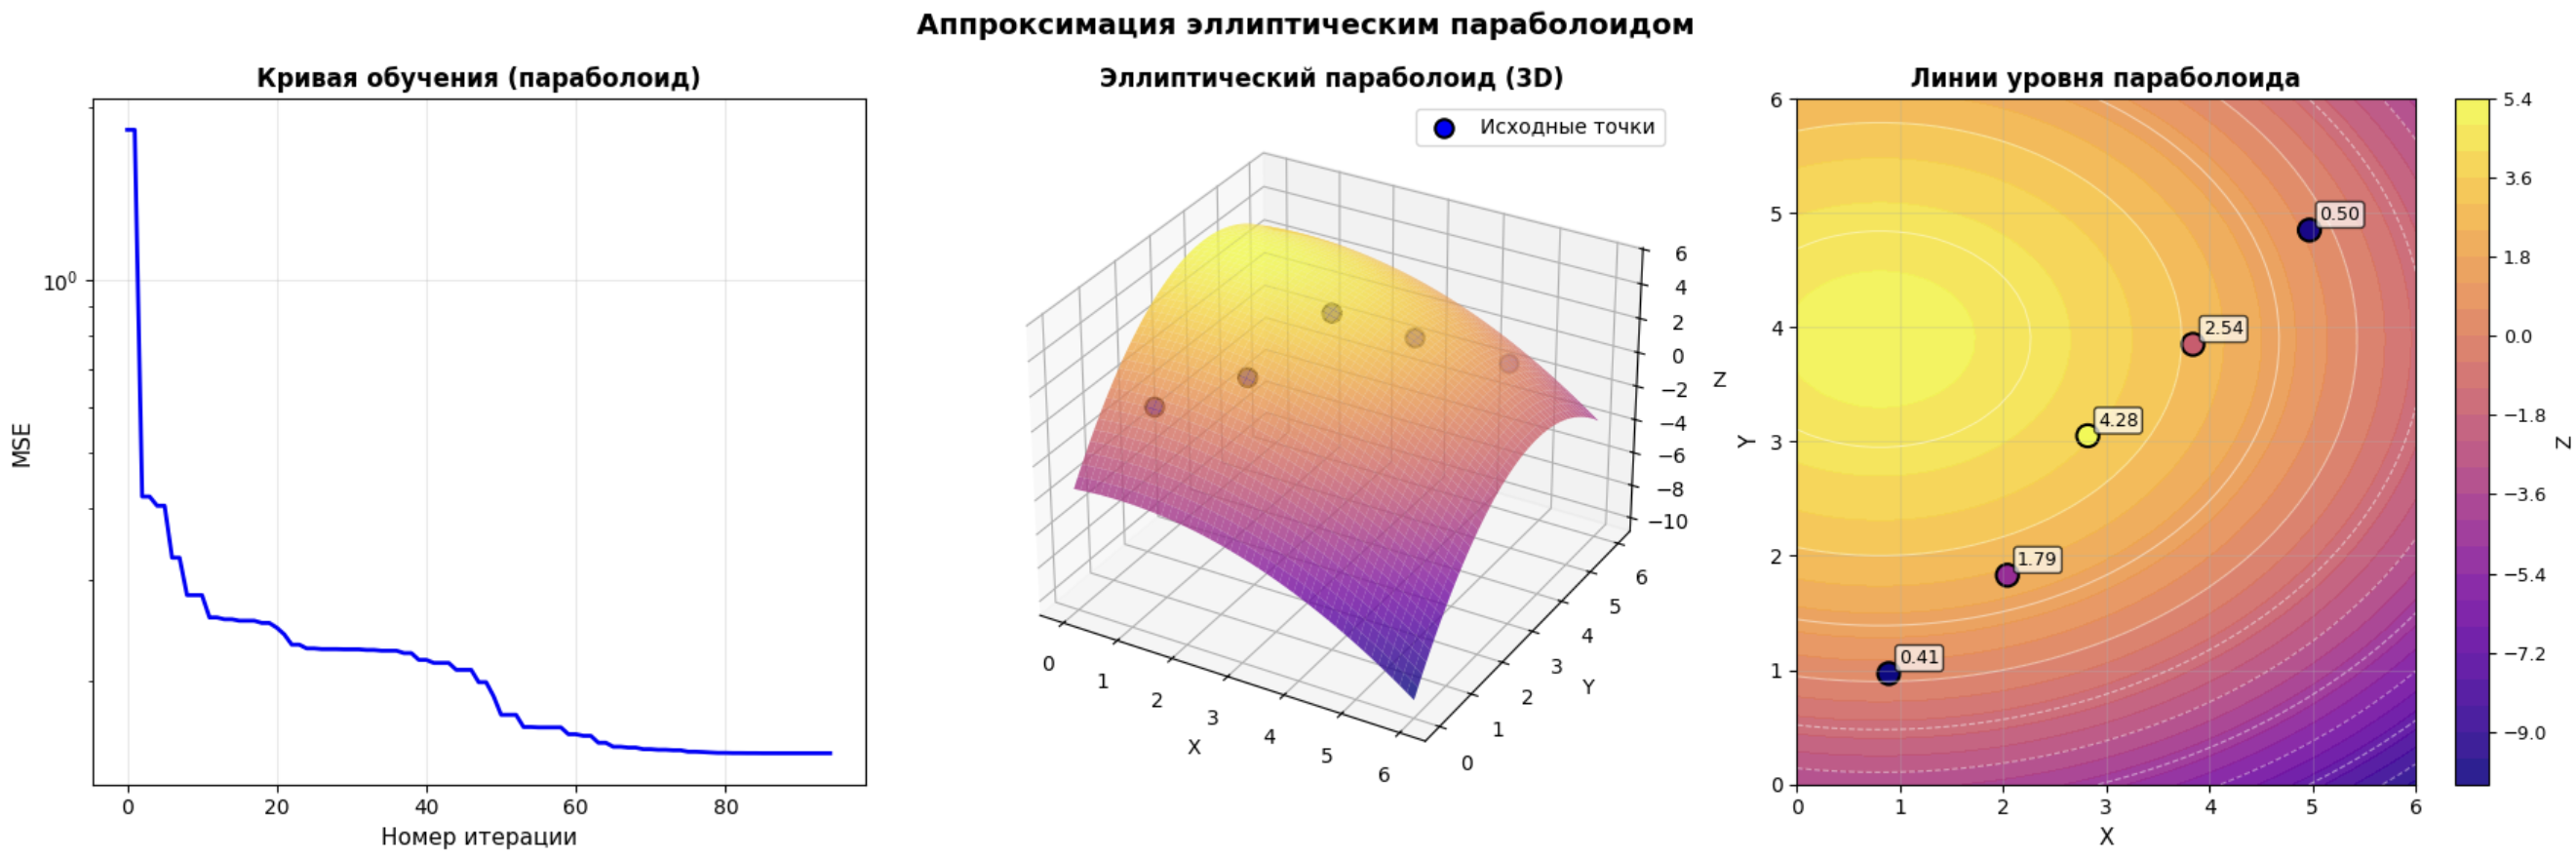 Аппроксимация эллиптическим параболоидом
Кривая обучения (параболоид)
MSE
10⁰
0 20 40 60 80
Номер итерации
Эллиптический параболоид (3D)
Исходные точки
6
4
2
0
−2
−4
−6
−8
−10
Z
0 1 2 3 4 5 6
X
0 1 2 3 4 5 6
Y
Линии уровня параболоида
6
5
4
3
2
1
0
Y
0.50
2.54
4.28
1.79
0.41
0 1 2 3 4 5 6
X
5.4
3.6
1.8
0.0
−1.8
−3.6
−5.4
−7.2
−9.0
Z